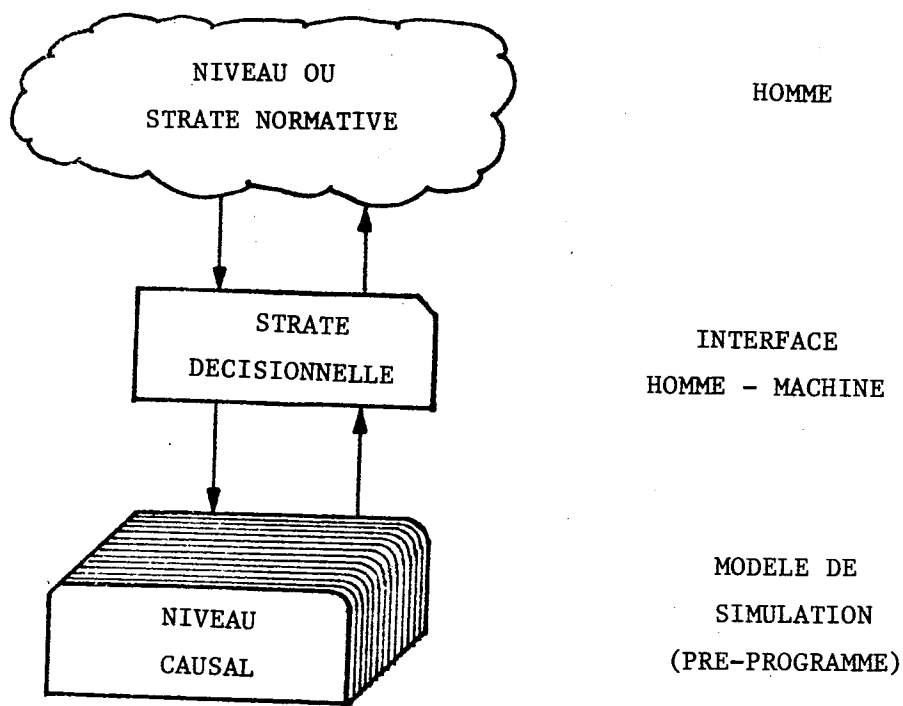 NIVEAU OU
STRATE NORMATIVE
HOMME
STRATE
DECISIONNELLE
INTERFACE
HOMME - MACHINE
NIVEAU
CAUSAL
MODELE DE
SIMULATION
(PRE-PROGRAMME)